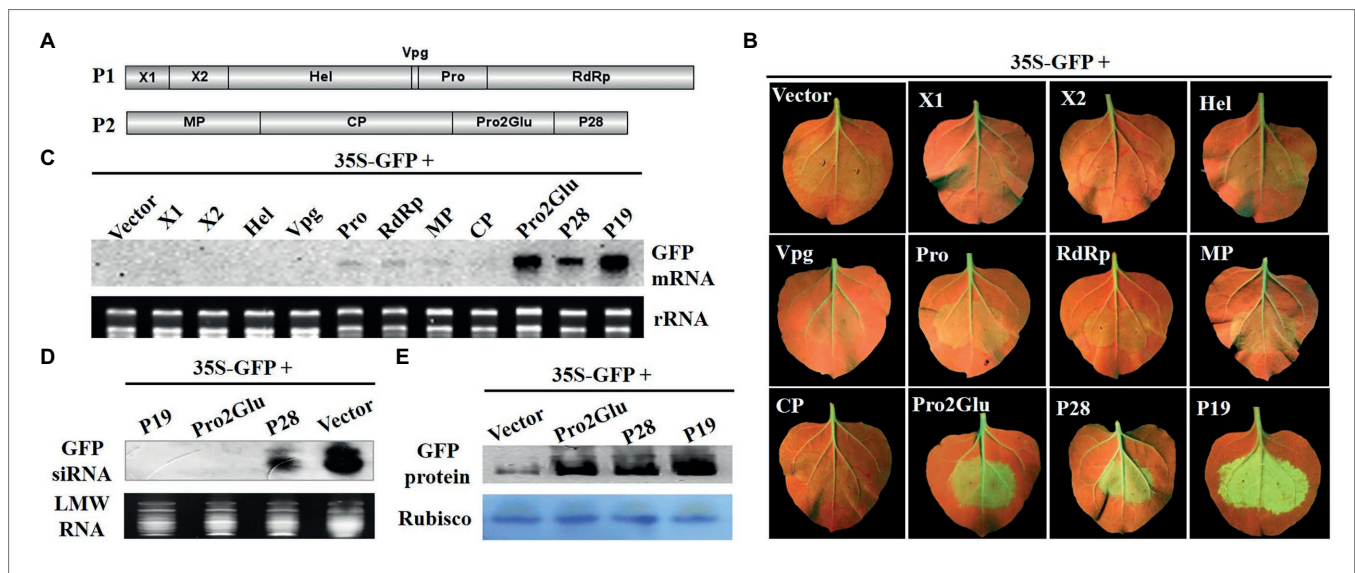 A
Vpg
P1 X1 X2 Hel Pro RdRp
P2 MP CP Pro2Glu P28
B
35S-GFP +
Vector X1 X2 Hel
Vpg Pro RdRp MP
CP Pro2Glu P28 P19
C
35S-GFP +
Vector X1 X2 Hel Vpg Pro RdRp MP CP Pro2Glu P28 P19
GFP
mRNA
rRNA
D
35S-GFP +
P19 Pro2Glu P28 Vector
GFP
siRNA
LMW
RNA
E
35S-GFP +
Vector Pro2Glu P28 P19
GFP
protein
Rubisco